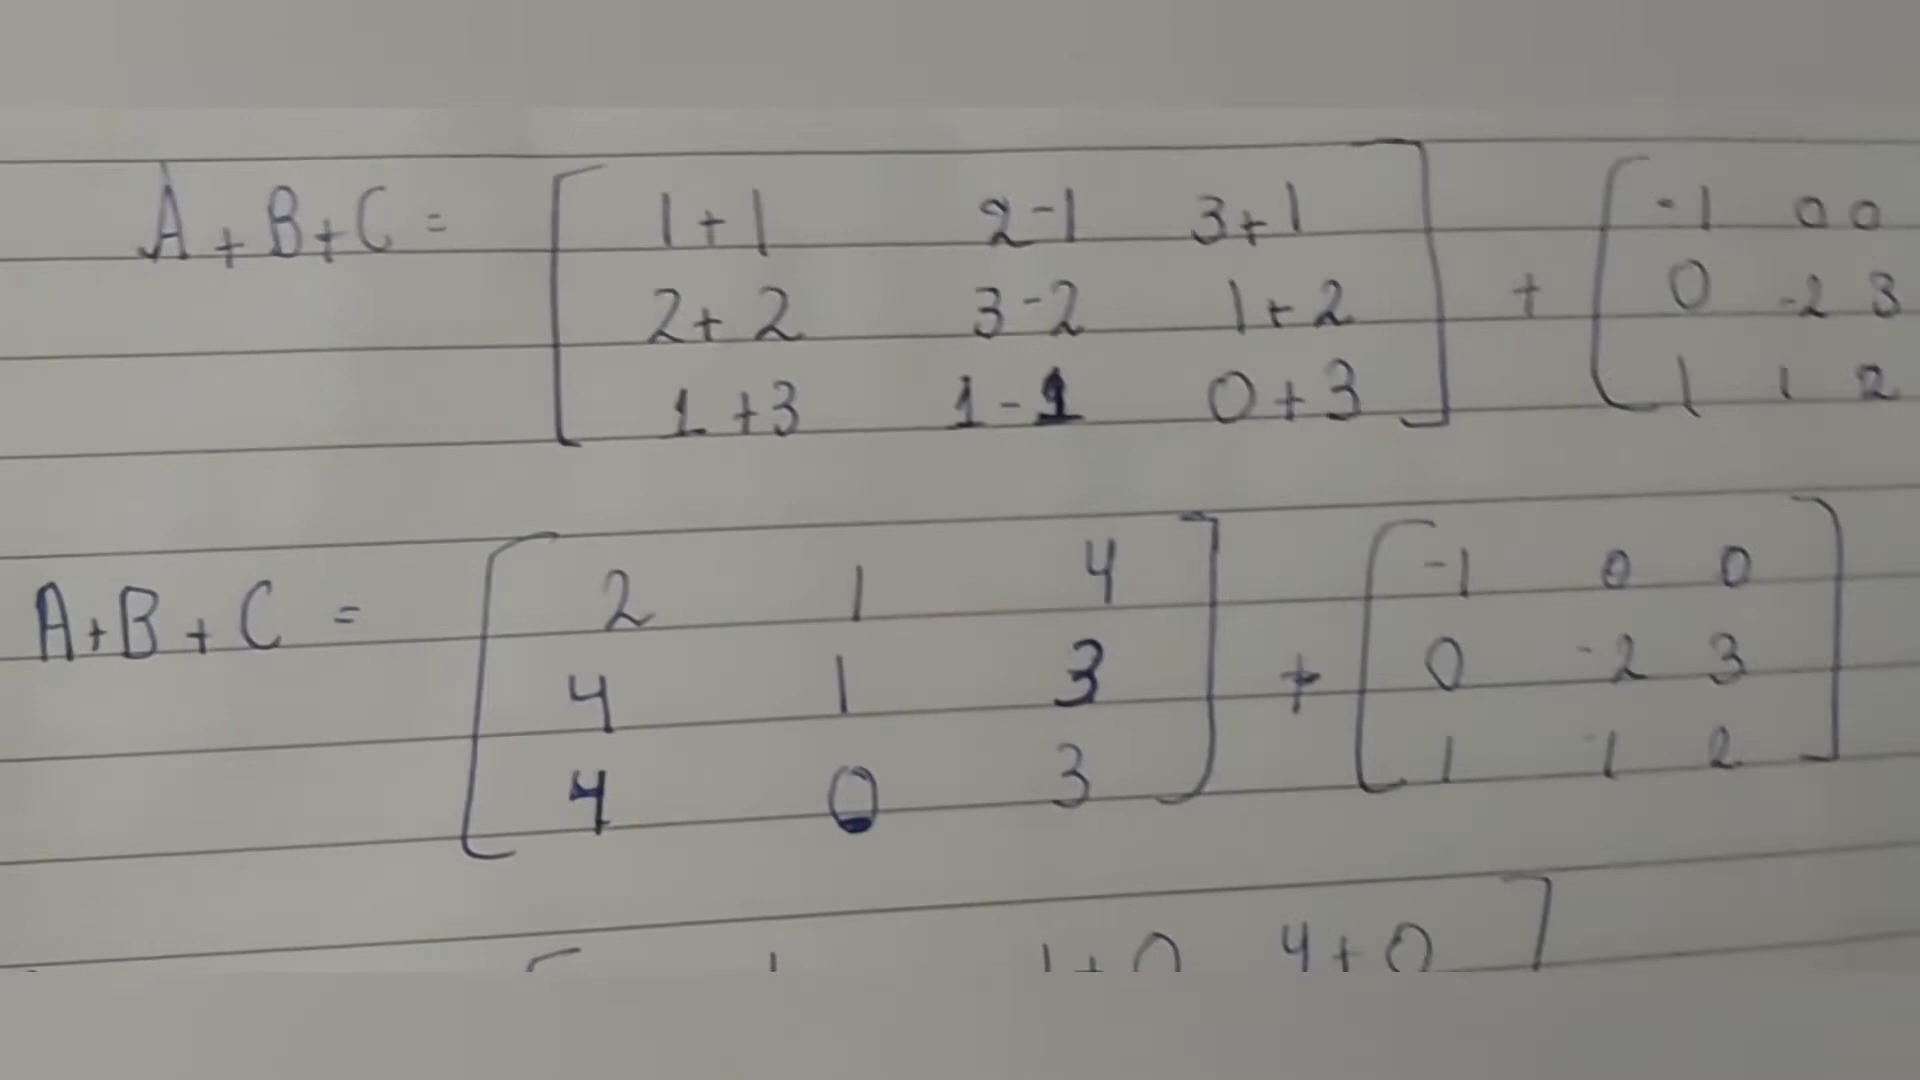 A+B+C = [ 1+1 2-1 3+1 ] + [ -1 0 0
2+2 3-2 1+2 0 -2 3
1+3 1-1 0+3 1 1 2
A+B+C = [ 2 1 4 ] + [ -1 0 0 ]
4 1 3 0 -2 3
4 0 3 1 1 2
1+0 4+0 ]